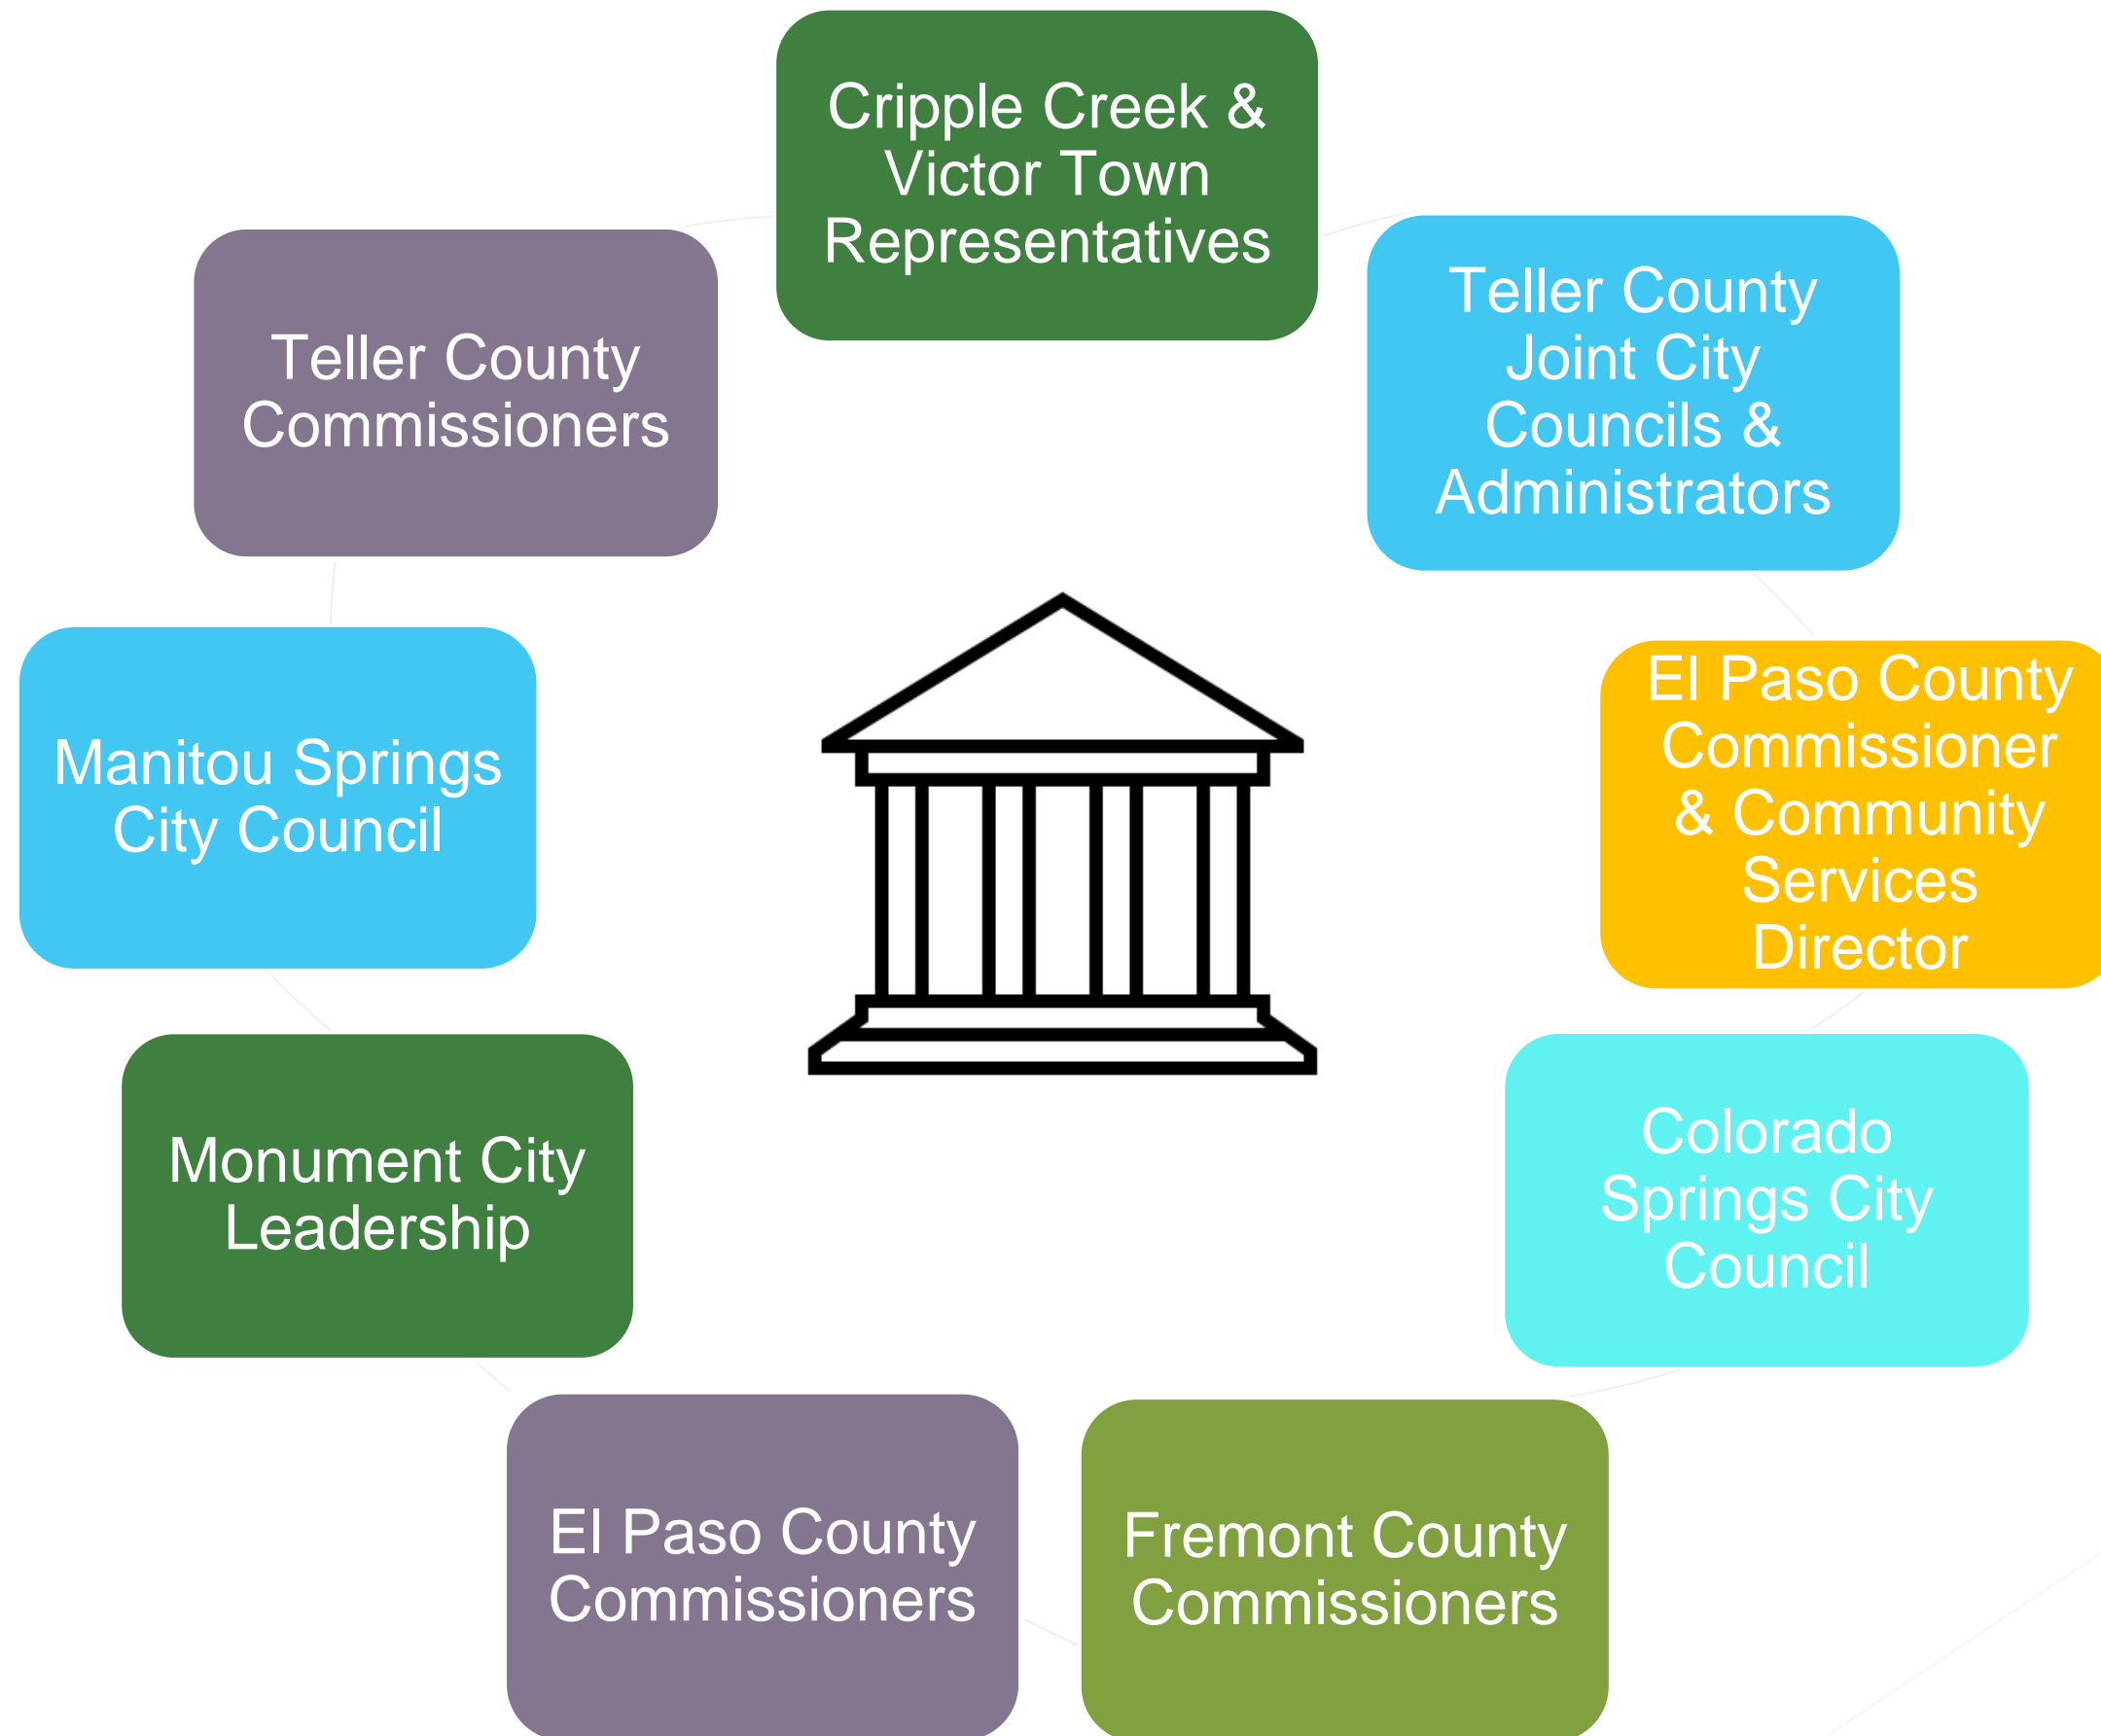 Cripple Creek &
Victor Town
Representatives
Teller County
Joint City
Councils &
Administrators
El Paso County
Commissioner
& Community
Services
Director
Colorado
Springs City
Council
Fremont County
Commissioners
El Paso County
Commissioners
Monument City
Leadership
Manitou Springs
City Council
Teller County
Commissioners